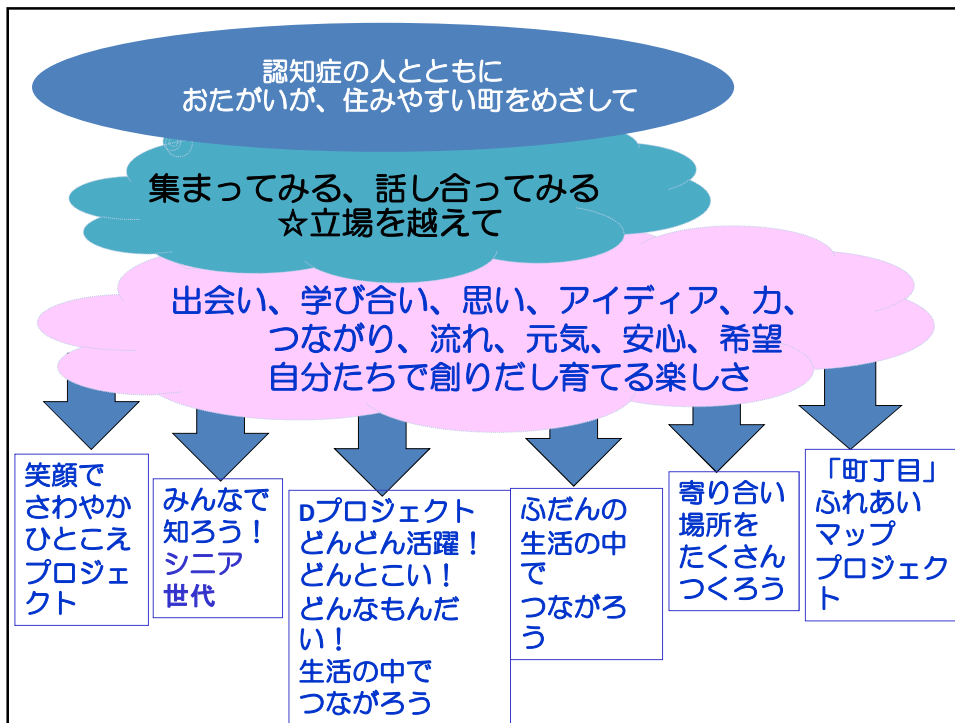 認知症の人とともに
おたがいが、住みやすい町をめざして
集まってみる、話し合ってみる
☆立場を越えて
出会い、学び合い、思い、アイディア、力、
つながり、流れ、元気、安心、希望
自分たちで創りだし育てる楽しさ
笑顔で
さわやか
ひとこえ
プロジェ
クト
みんなで
知ろう！
シニア
世代
Dプロジェクト
どんどん活躍！
どんとこい！
どんなもんだ
い！
生活の中で
つながろう
ふだんの
生活の中
で
つながろ
う
寄り合い
場所を
たくさん
つくろう
「町丁目」
ふれあい
マップ
プロジェク
ト